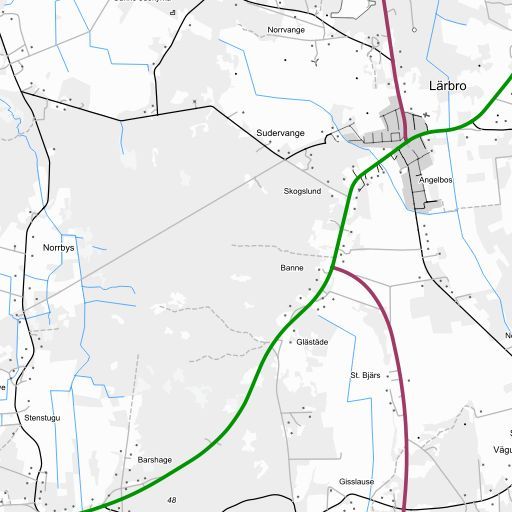 Norrvange
Lärbro
Sudervange
Angelbos
Skogslund
Norrbys
Banne
Glästäde
St. Bjärs
Stenstugu
Barshage
Gisslause
48